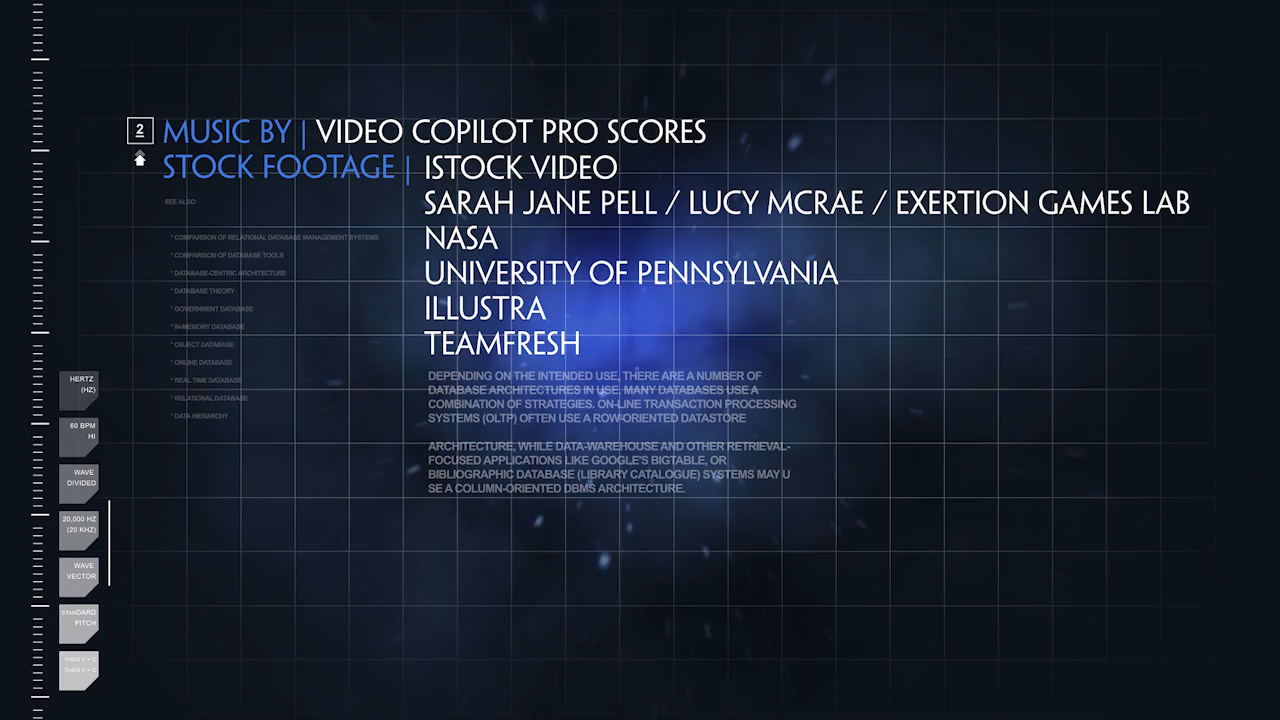 2
MUSIC BY | VIDEO COPILOT PRO SCORES
STOCK FOOTAGE | ISTOCK VIDEO
SARAH JANE PELL / LUCY MCRAE / EXERTION GAMES LAB
NASA
UNIVERSITY OF PENNSYLVANIA
ILLUSTRA
TEAMFRESH
SEE ALSO
* COMPARISON OF RELATIONAL DATABASE MANAGEMENT SYSTEMS
* COMPARISON OF DATABASE TOOLS
* DATABASE-CENTRIC ARCHITECTURE
* DATABASE THEORY
* GOVERNMENT DATABASE
* IN-MEMORY DATABASE
* OBJECT DATABASE
* ONLINE DATABASE
* REAL TIME DATABASE
* RELATIONAL DATABASE
* DATA HIERARCHY
DEPENDING ON THE INTENDED USE, THERE ARE A NUMBER OF
DATABASE ARCHITECTURES IN USE. MANY DATABASES USE A
COMBINATION OF STRATEGIES. ON-LINE TRANSACTION PROCESSING
SYSTEMS (OLTP) OFTEN USE A ROW-ORIENTED DATASTORE
ARCHITECTURE, WHILE DATA-WAREHOUSE AND OTHER RETRIEVAL-
FOCUSED APPLICATIONS LIKE GOOGLE'S BIGTABLE, OR
BIBLIOGRAPHIC DATABASE (LIBRARY CATALOGUE) SYSTEMS MAY U
SE A COLUMN-ORIENTED DBMS ARCHITECTURE.
HERTZ
(HZ)
60 BPM
HI
WAVE
DIVIDED
20,000 HZ
(20 KHZ)
WAVE
VECTOR
STANDARD
PITCH
THEN V = C
THEN V = C